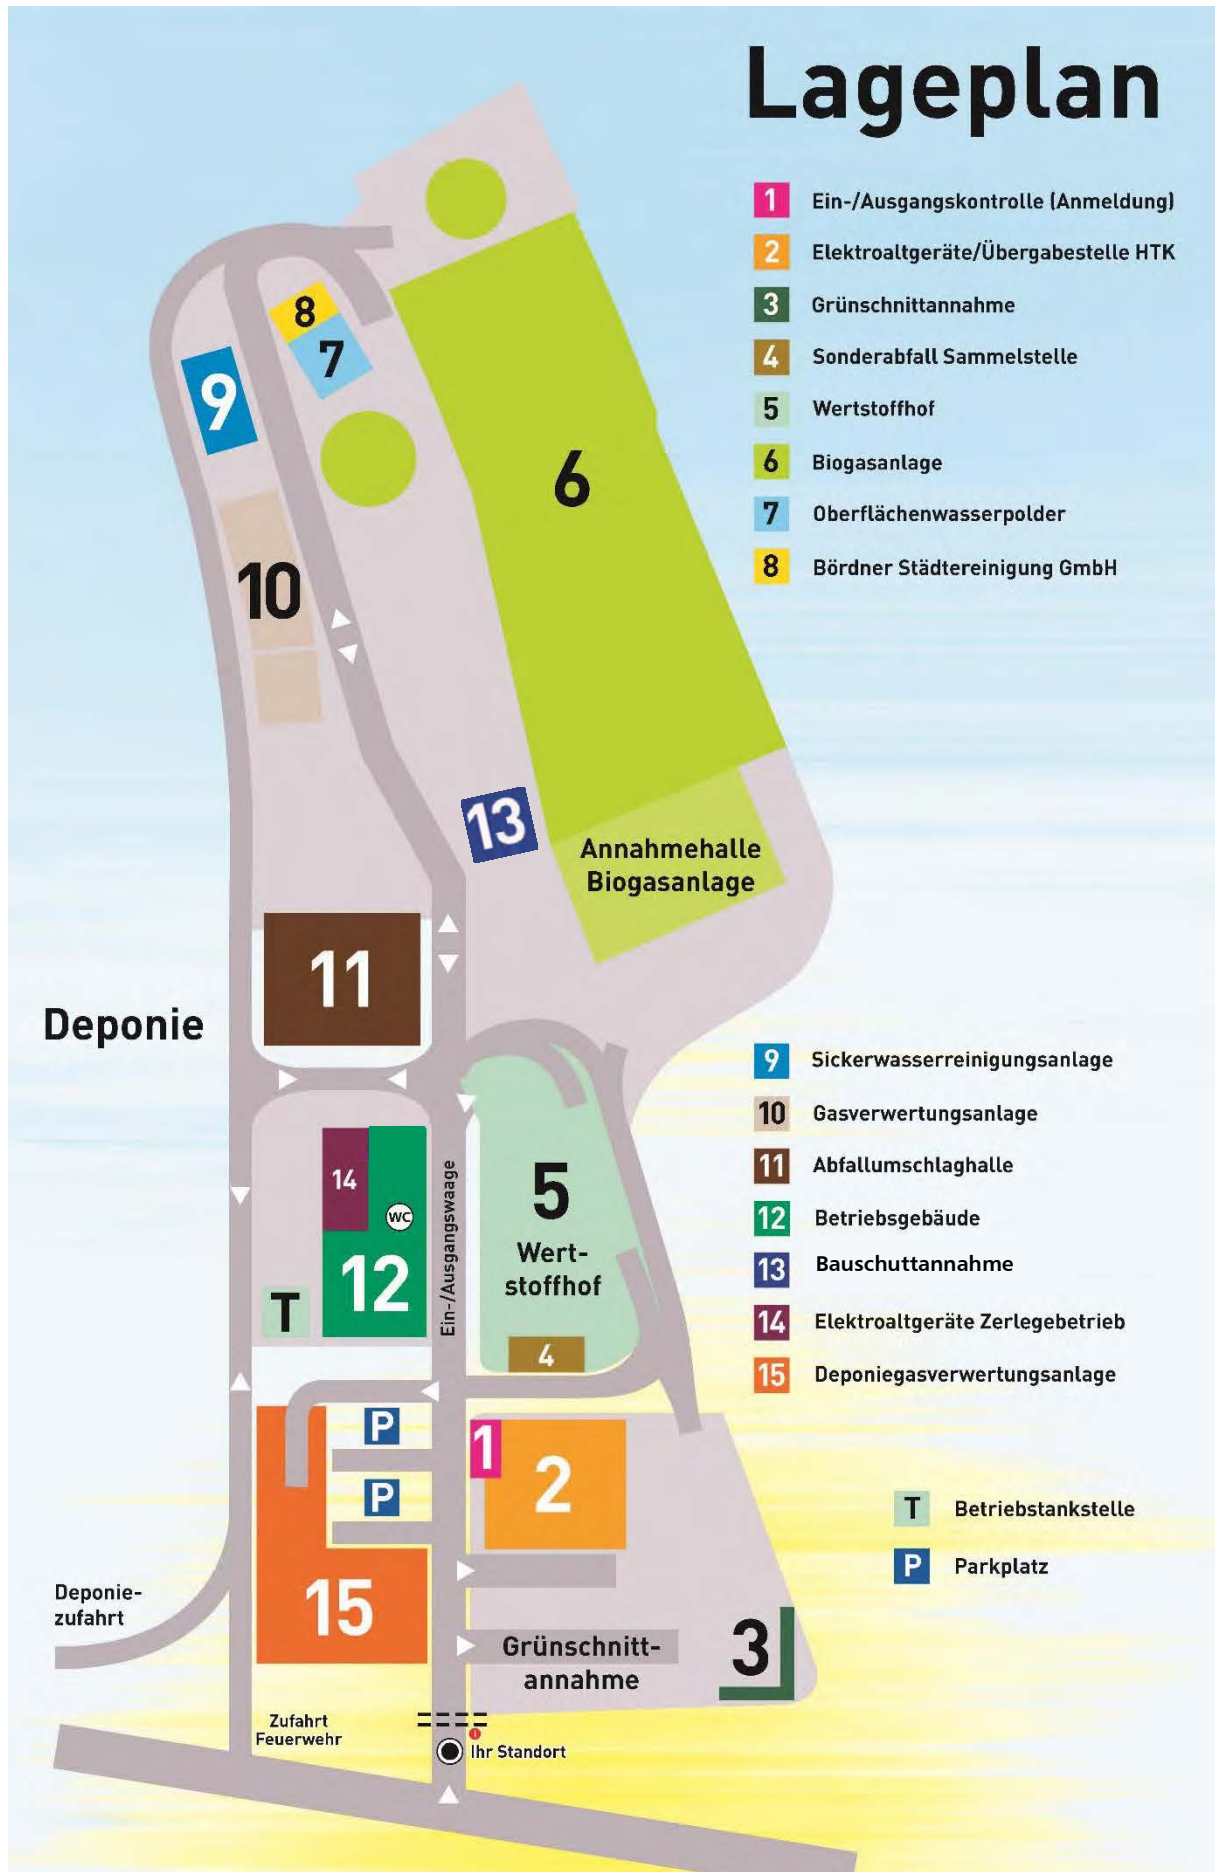 Lageplan
1 Ein-/Ausgangskontrolle (Anmeldung)
2 Elektroaltgeräte/Übergabestelle HTK
3 Grünschnittannahme
4 Sonderabfall Sammelstelle
5 Wertstoffhof
6 Biogasanlage
7 Oberflächenwasserpolder
8 Bördner Städtereinigung GmbH
8
7
9
6
10
13
Annahmehalle
Biogasanlage
11
Deponie
9 Sickerwasserreinigungsanlage
10 Gasverwertungsanlage
11 Abfallumschlaghalle
12 Betriebsgebäude
13 Bauschuttannahme
14 Elektroaltgeräte Zerlegebetrieb
15 Deponiegasverwertungsanlage
14
WC
12
T
Ein-/Ausgangswaage
5
Wert-
stoffhof
4
P
P
1
2
T Betriebstankstelle
P Parkplatz
15
Deponie-
zufahrt
Grünschnitt-
annahme
3
Zufahrt
Feuerwehr
Ihr Standort